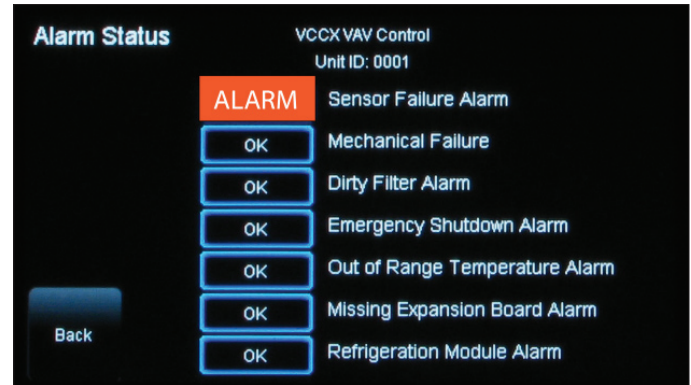 Alarm Status
VCCX VAV Control
Unit ID: 0001
ALARM Sensor Failure Alarm
OK Mechanical Failure
OK Dirty Filter Alarm
OK Emergency Shutdown Alarm
OK Out of Range Temperature Alarm
OK Missing Expansion Board Alarm
OK Refrigeration Module Alarm
Back